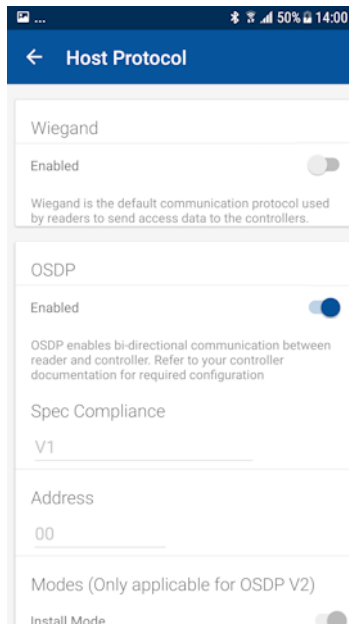 ... 50% 14:00
Host Protocol
Wiegand
Enabled
Wiegand is the default communication protocol used
by readers to send access data to the controllers.
OSDP
Enabled
OSDP enables bi-directional communication between
reader and controller. Refer to your controller
documentation for required configuration
Spec Compliance
V1
Address
00
Modes (Only applicable for OSDP V2)
Install Mode